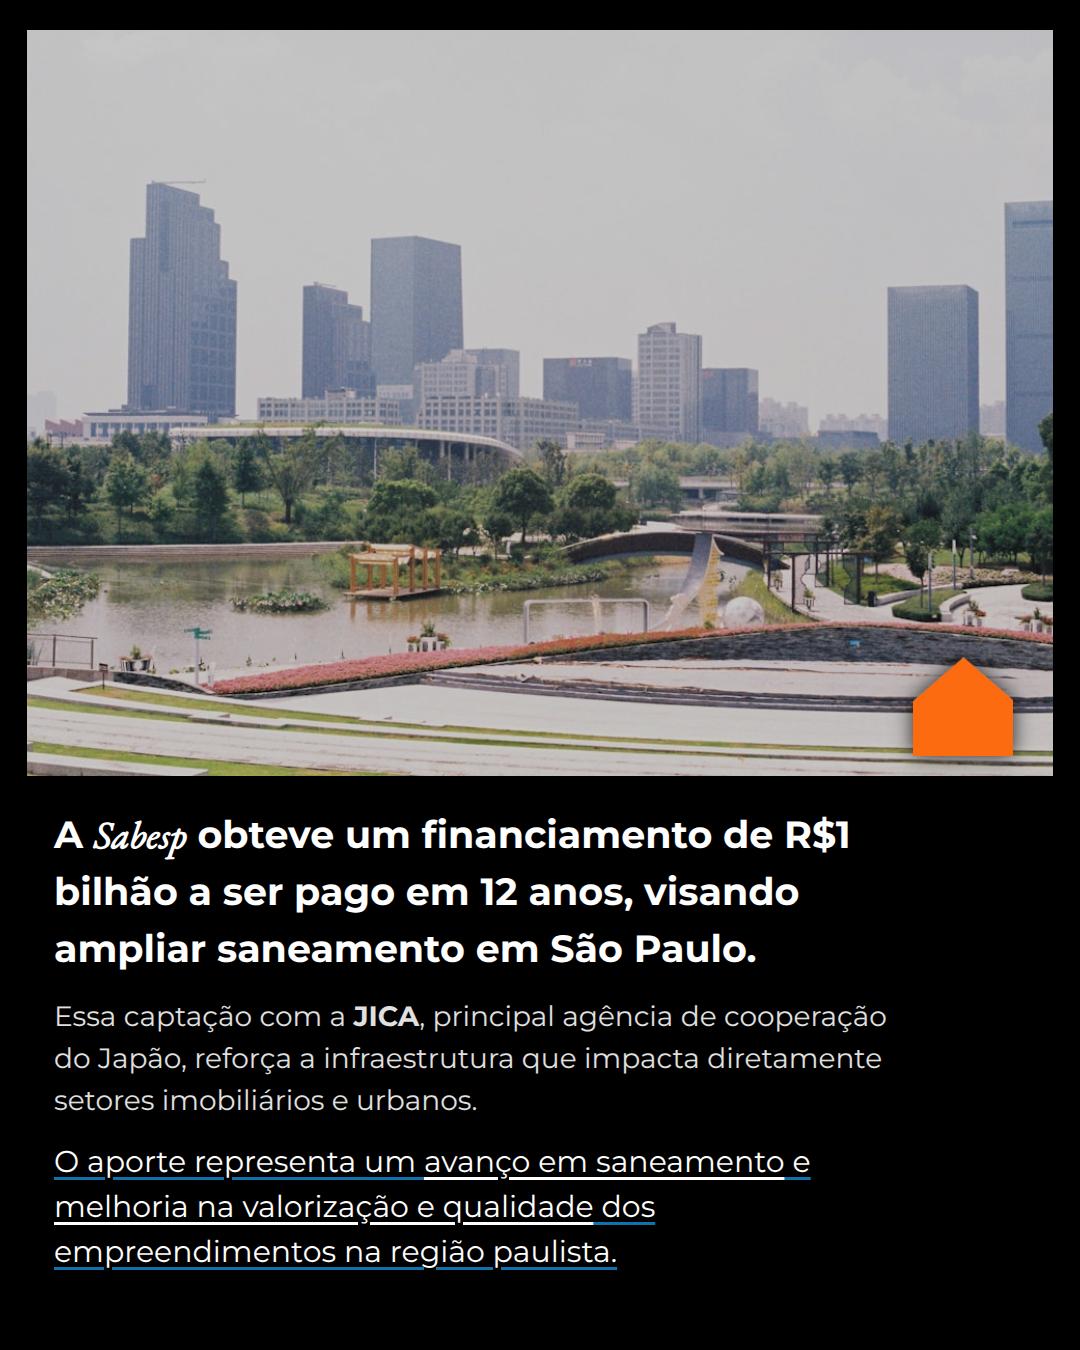 A Sabesp obteve um financiamento de R$1
bilhão a ser pago em 12 anos, visando
ampliar saneamento em São Paulo.
Essa captação com a JICA, principal agência de cooperação
do Japão, reforça a infraestrutura que impacta diretamente
setores imobiliários e urbanos.
O aporte representa um avanço em saneamento e
melhoria na valorização e qualidade dos
empreendimentos na região paulista.